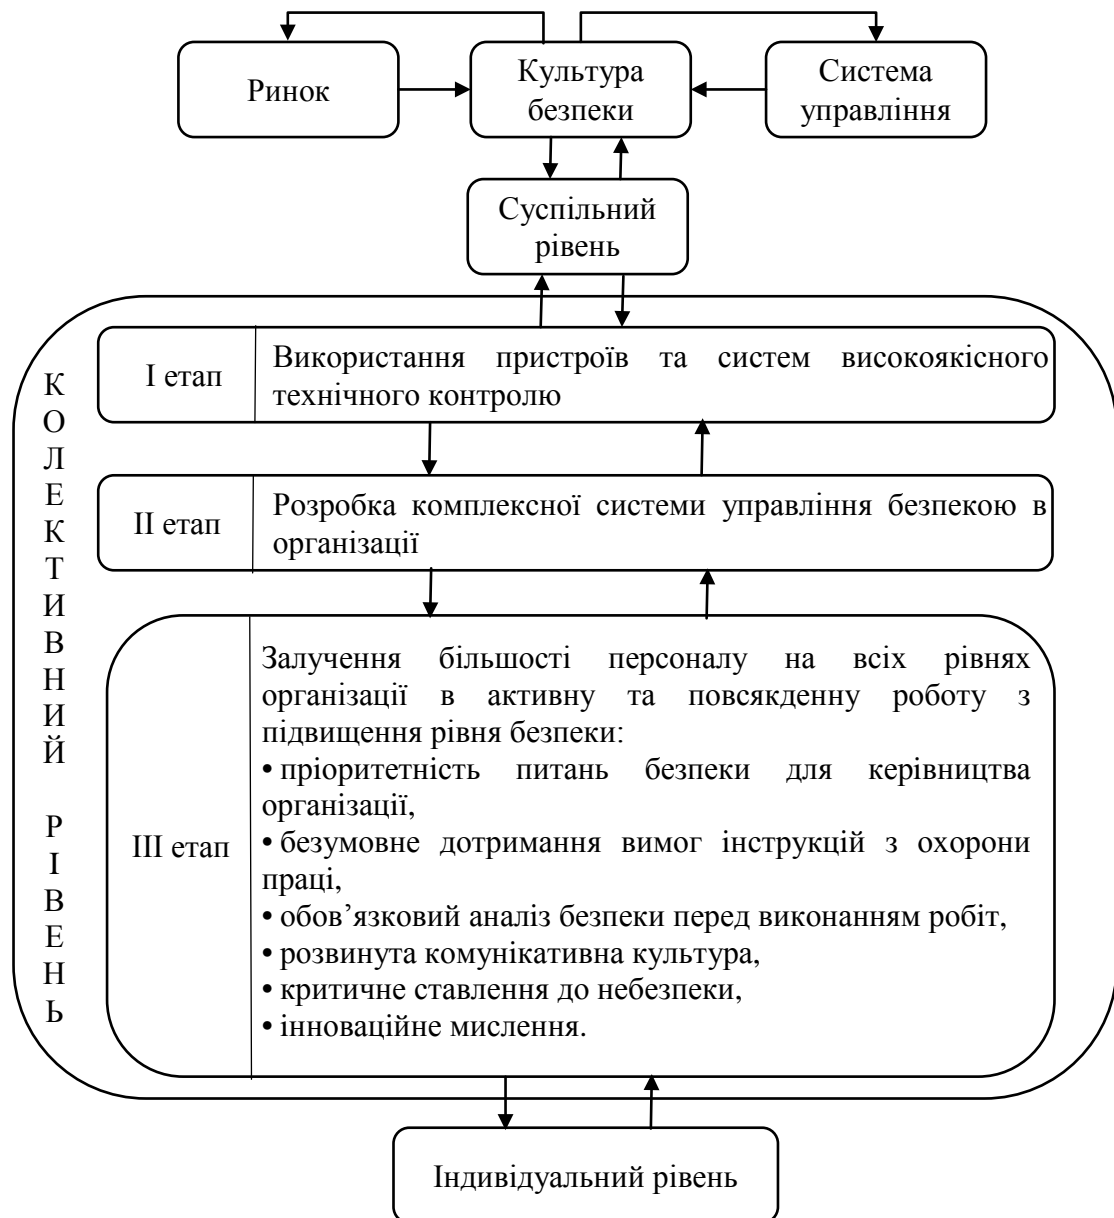 Ринок
Культура
безпеки
Система
управління
Суспільний
рівень
КОЛЕКТИВНИЙ РІВЕНЬ
І етап
Використання пристроїв та систем високоякісного
технічного контролю
ІІ етап
Розробка комплексної системи управління безпекою в
організації
ІІІ етап
Залучення більшості персоналу на всіх рівнях
організації в активну та повсякденну роботу з
підвищення рівня безпеки:
• пріоритетність питань безпеки для керівництва
організації,
• безумовне дотримання вимог інструкцій з охорони
праці,
• обов’язковий аналіз безпеки перед виконанням робіт,
• розвинута комунікативна культура,
• критичне ставлення до небезпеки,
• інноваційне мислення.
Індивідуальний рівень